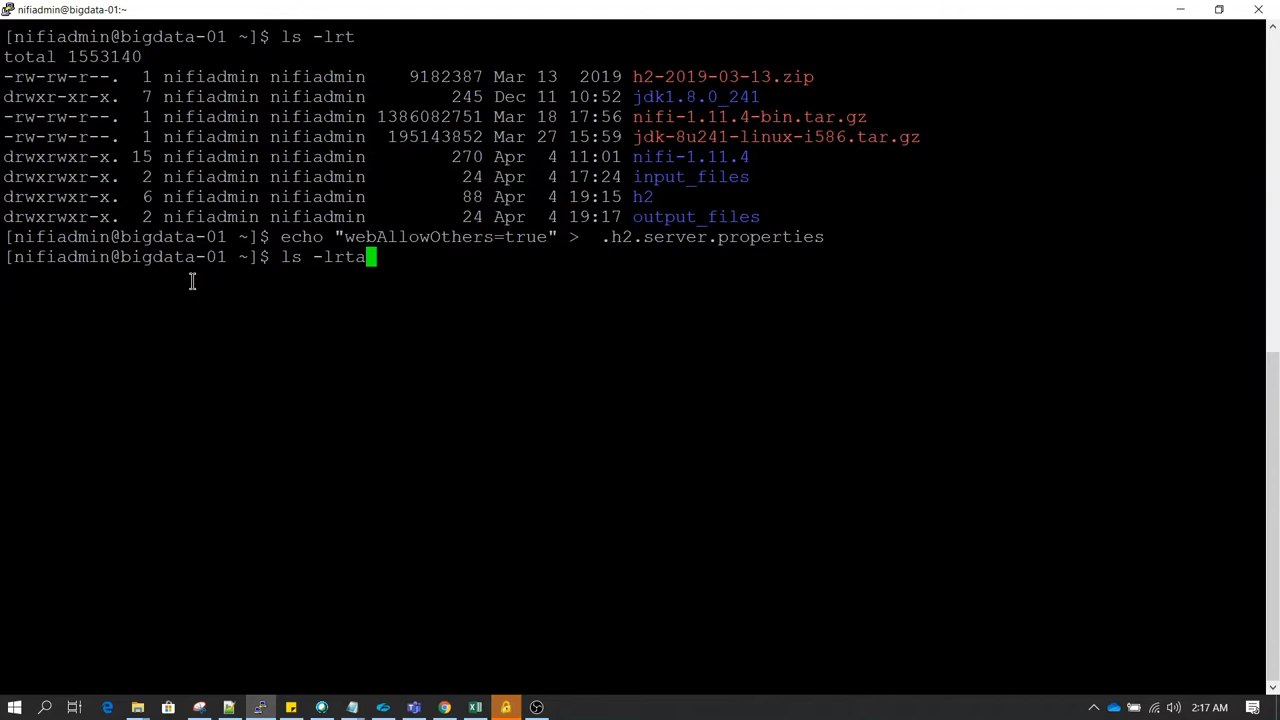 nifiadmin@bigdata-01:~
[nifiadmin@bigdata-01 ~]$ ls -lrt
total 1553140
-rw-rw-r--. 1 nifiadmin nifiadmin 9182387 Mar 13 2019 h2-2019-03-13.zip
drwxr-xr-x. 7 nifiadmin nifiadmin 245 Dec 11 10:52 jdk1.8.0_241
-rw-rw-r--. 1 nifiadmin nifiadmin 1386082751 Mar 18 17:56 nifi-1.11.4-bin.tar.gz
-rw-rw-r--. 1 nifiadmin nifiadmin 195143852 Mar 27 15:59 jdk-8u241-linux-i586.tar.gz
drwxrwxr-x. 15 nifiadmin nifiadmin 270 Apr 4 11:01 nifi-1.11.4
drwxrwxr-x. 2 nifiadmin nifiadmin 24 Apr 4 17:24 input_files
drwxrwxr-x. 6 nifiadmin nifiadmin 88 Apr 4 19:15 h2
drwxrwxr-x. 2 nifiadmin nifiadmin 24 Apr 4 19:17 output_files
[nifiadmin@bigdata-01 ~]$ echo "webAllowOthers=true" >  .h2.server.properties
[nifiadmin@bigdata-01 ~]$ ls -lrta
2:17 AM